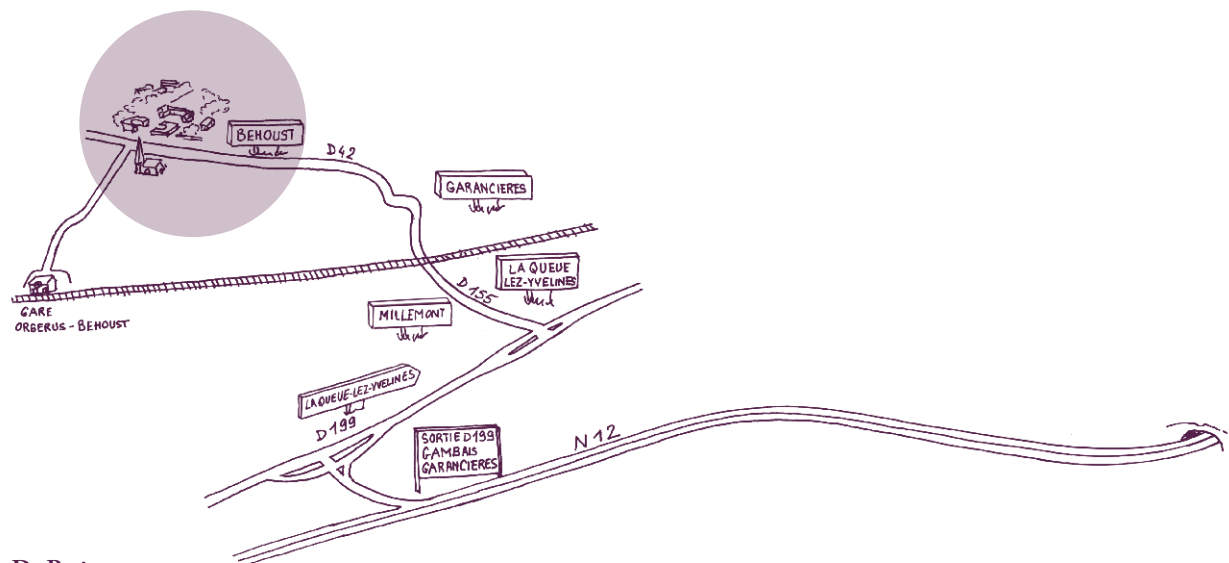 BEHOUST
D42
GARANCIERES
LA QUEUE
LEZ-YVELINES
D155
MILLEMONT
GARE
ORGERUS-BEHOUST
LA QUEUE-LEZ-YVELINES
D199
SORTIE D199
GAMBAIS
GARANCIERES
N12